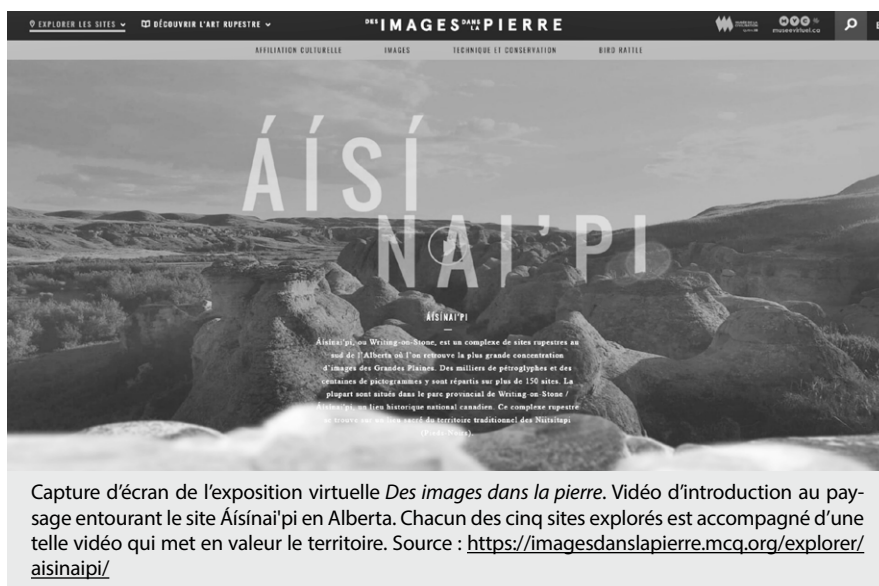 EXPLORER LES SITES
DÉCOUVRIR L'ART RUPESTRE
DES IMAGES DANS LA PIERRE
museevirtuel.ca
AFFILIATION CULTURELLE
IMAGES
TECHNIQUE ET CONSERVATION
BIRD RATTLE
ÁÍSÍ
NAI'PI
ÁÍSÍNAI'PI
Áísínai'pi, ou Writing-on-Stone, est un complexe de sites rupestres au
sud de l'Alberta où l'on retrouve la plus grande concentration
d'images des Grandes Plaines. Des milliers de pétroglyphes et des
centaines de pictogrammes y sont répartis sur plus de 150 sites. La
plupart sont situés dans le parc provincial de Writing-on-Stone /
Áísínai'pi, un lieu historique national canadien. Ce complexe rupestre
se trouve sur un lieu sacré du territoire traditionnel des Niitsítapi
(Pieds-Noirs).
Capture d'écran de l'exposition virtuelle Des images dans la pierre. Vidéo d'introduction au pay-
sage entourant le site Áísínai'pi en Alberta. Chacun des cinq sites explorés est accompagné d'une
telle vidéo qui met en valeur le territoire. Source : https://imagesdanslapierre.mcq.org/explorer/
aisinaipi/